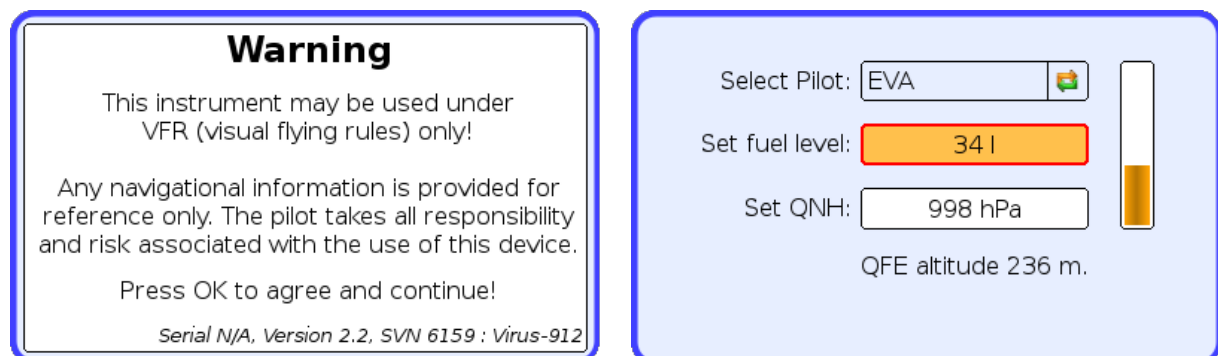 Warning
This instrument may be used under
VFR (visual flying rules) only!
Any navigational information is provided for
reference only. The pilot takes all responsibility
and risk associated with the use of this device.
Press OK to agree and continue!
Serial N/A, Version 2.2, SVN 6159 : Virus-912
Select Pilot: EVA
Set fuel level: 34 l
Set QNH: 998 hPa
QFE altitude 236 m.